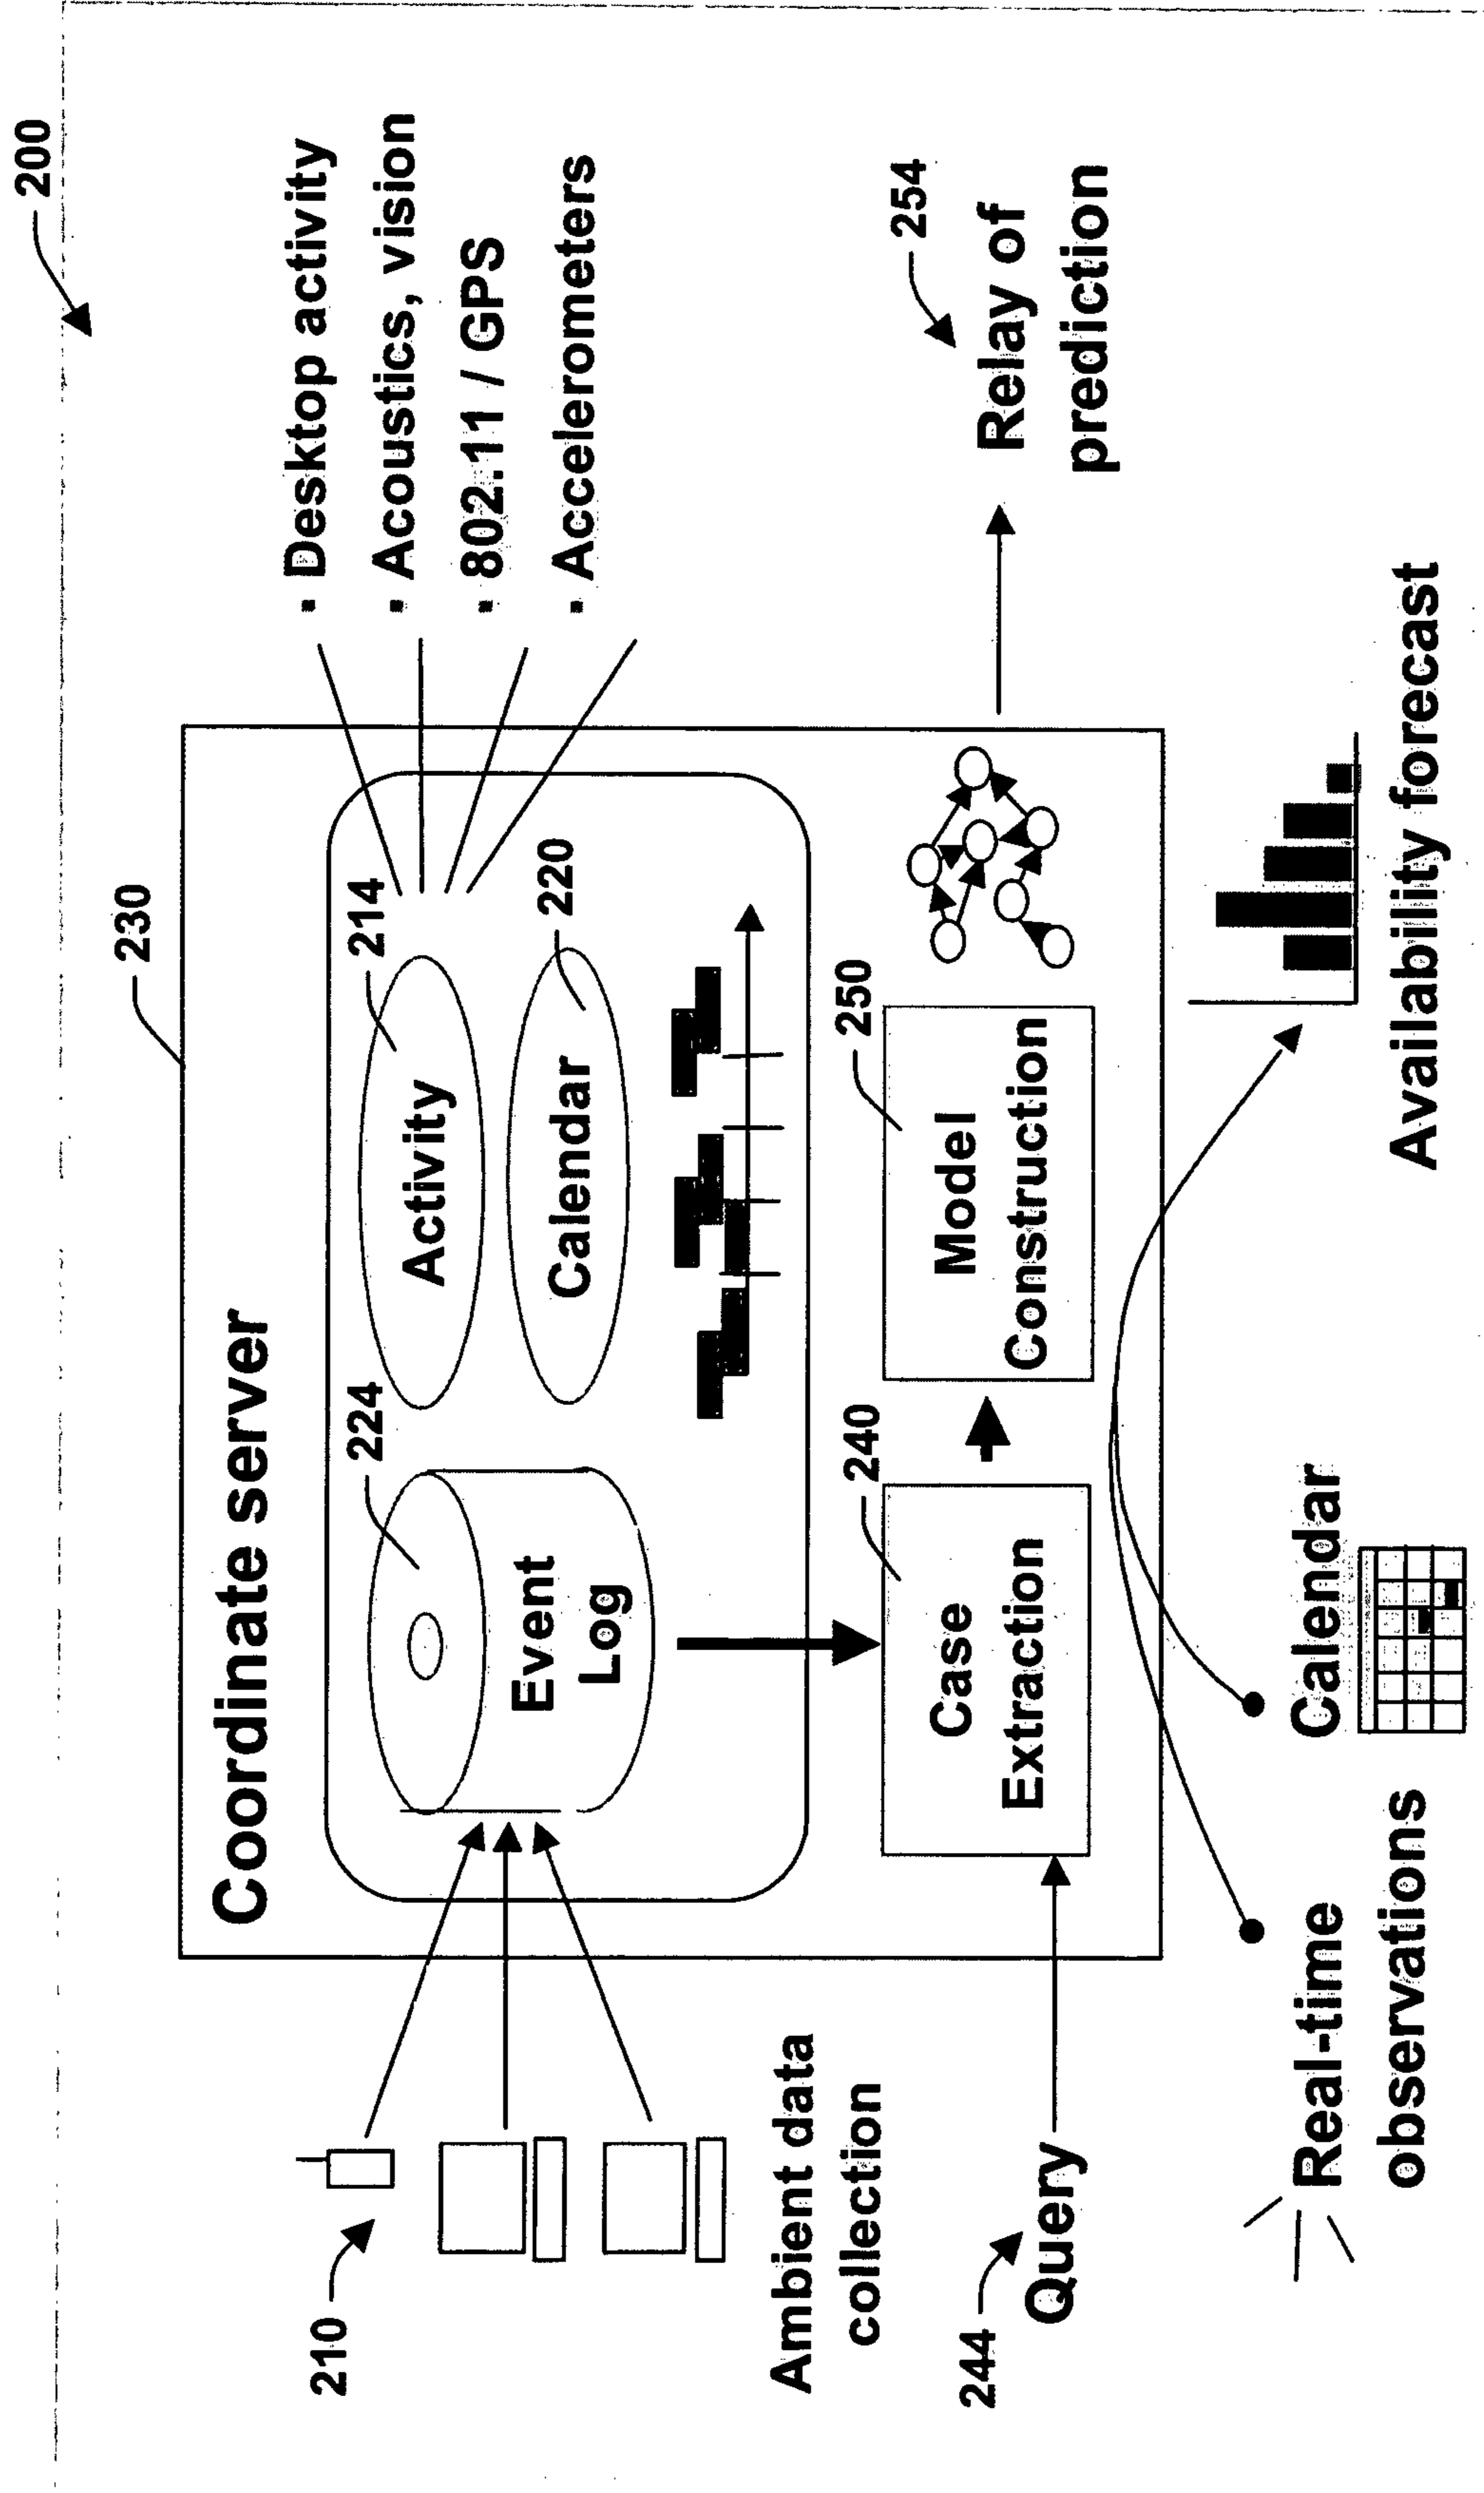 200
230
Coordinate server
210
224
214
Activity
220
Calendar
Event
Log
▪ Desktop activity
▪ Acoustics, vision
▪ 802.11 / GPS
▪ Accelerometers
Ambient data
collection
244
Query
240
Case
Extraction
250
Model
Construction
254
Relay of
prediction
Real-time
observations
Calendar
Availability forecast